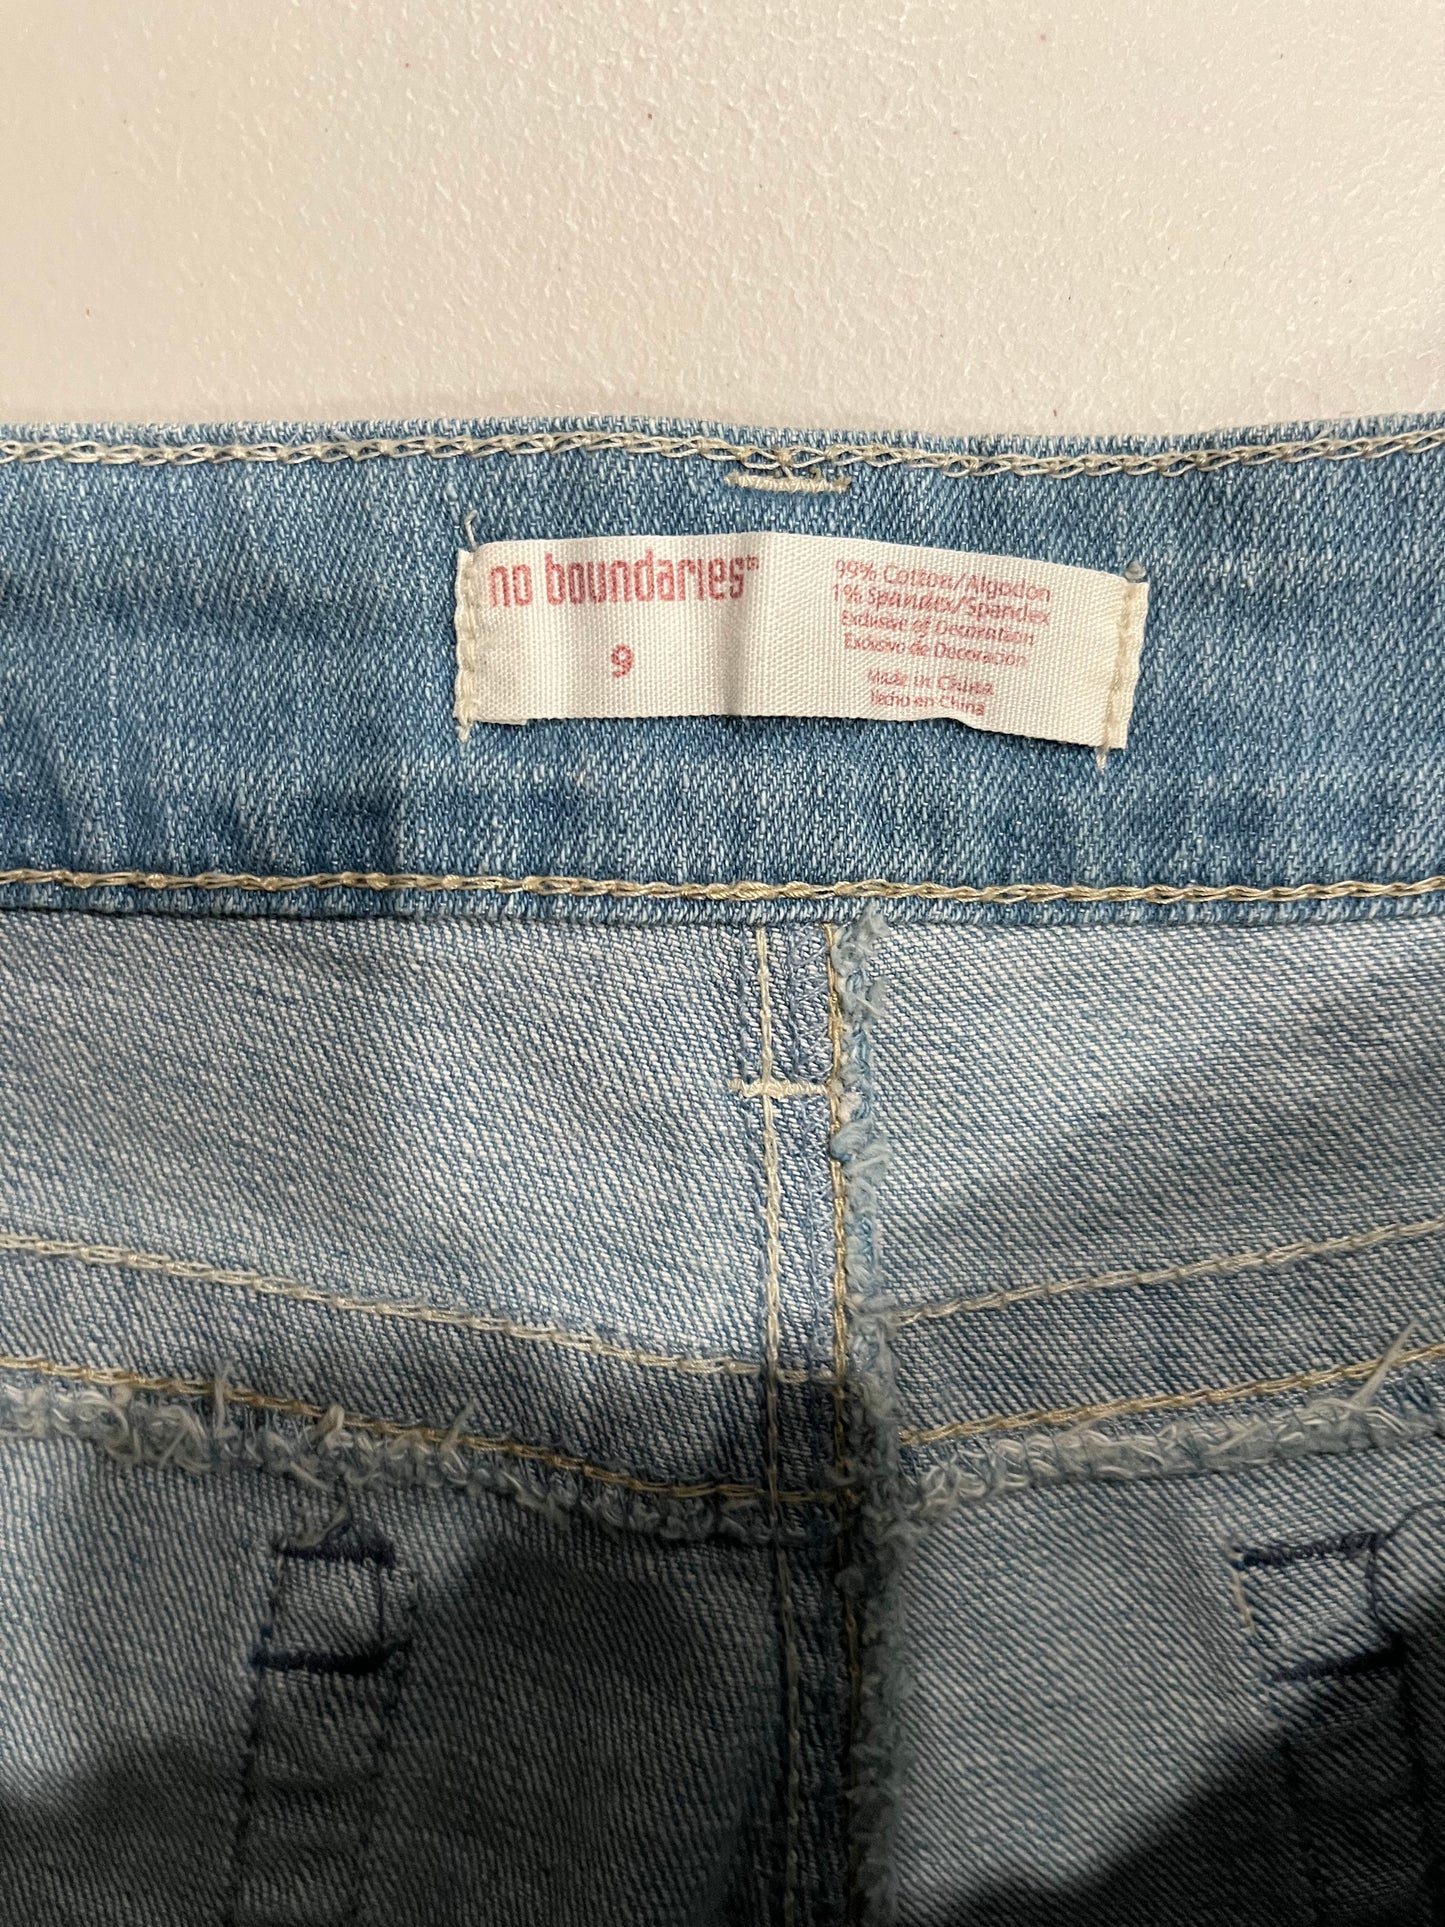 no boundaries
9
99% Cotton/Algodon
1% Spandex/Spandex
Exclusive of Decoration
Exclusivo de Decoracion
Made in China
Hecho en China